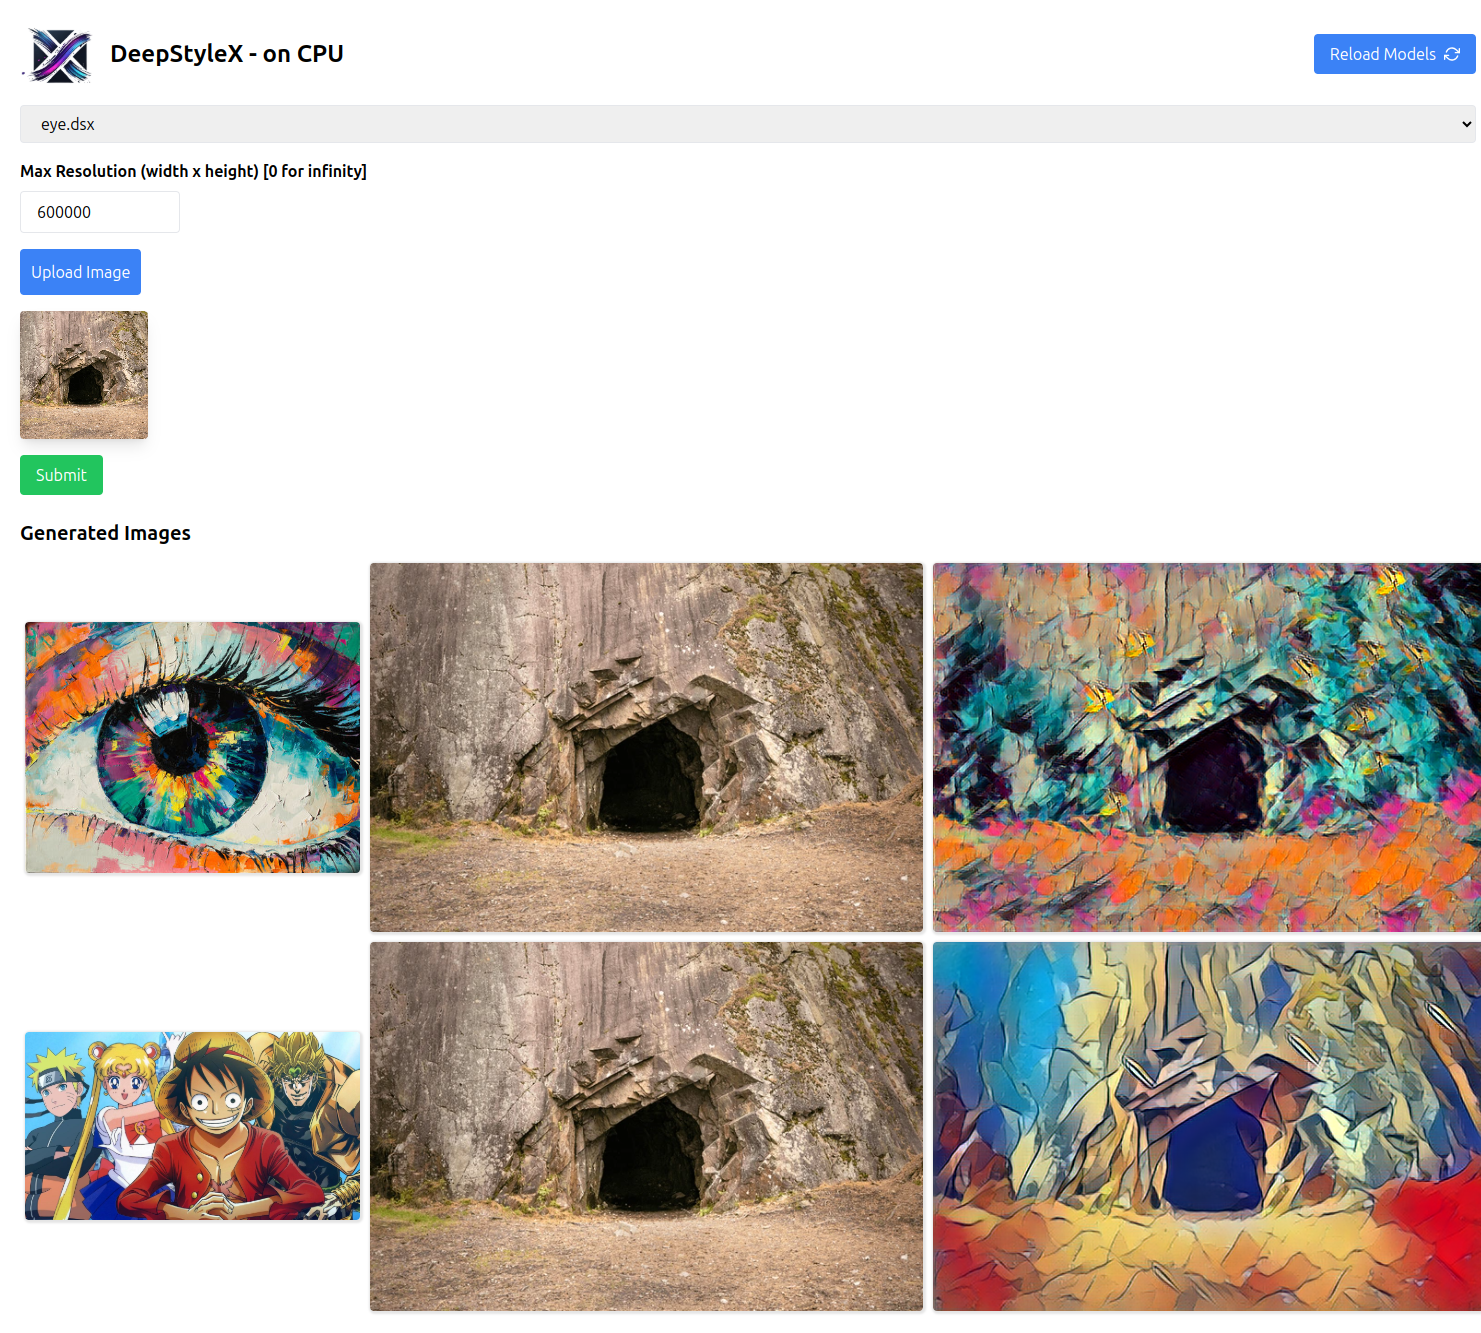 DeepStyleX - on CPU
Reload Models
eye.dsx
Max Resolution (width x height) [0 for infinity]
600000
Upload Image
Submit
Generated Images